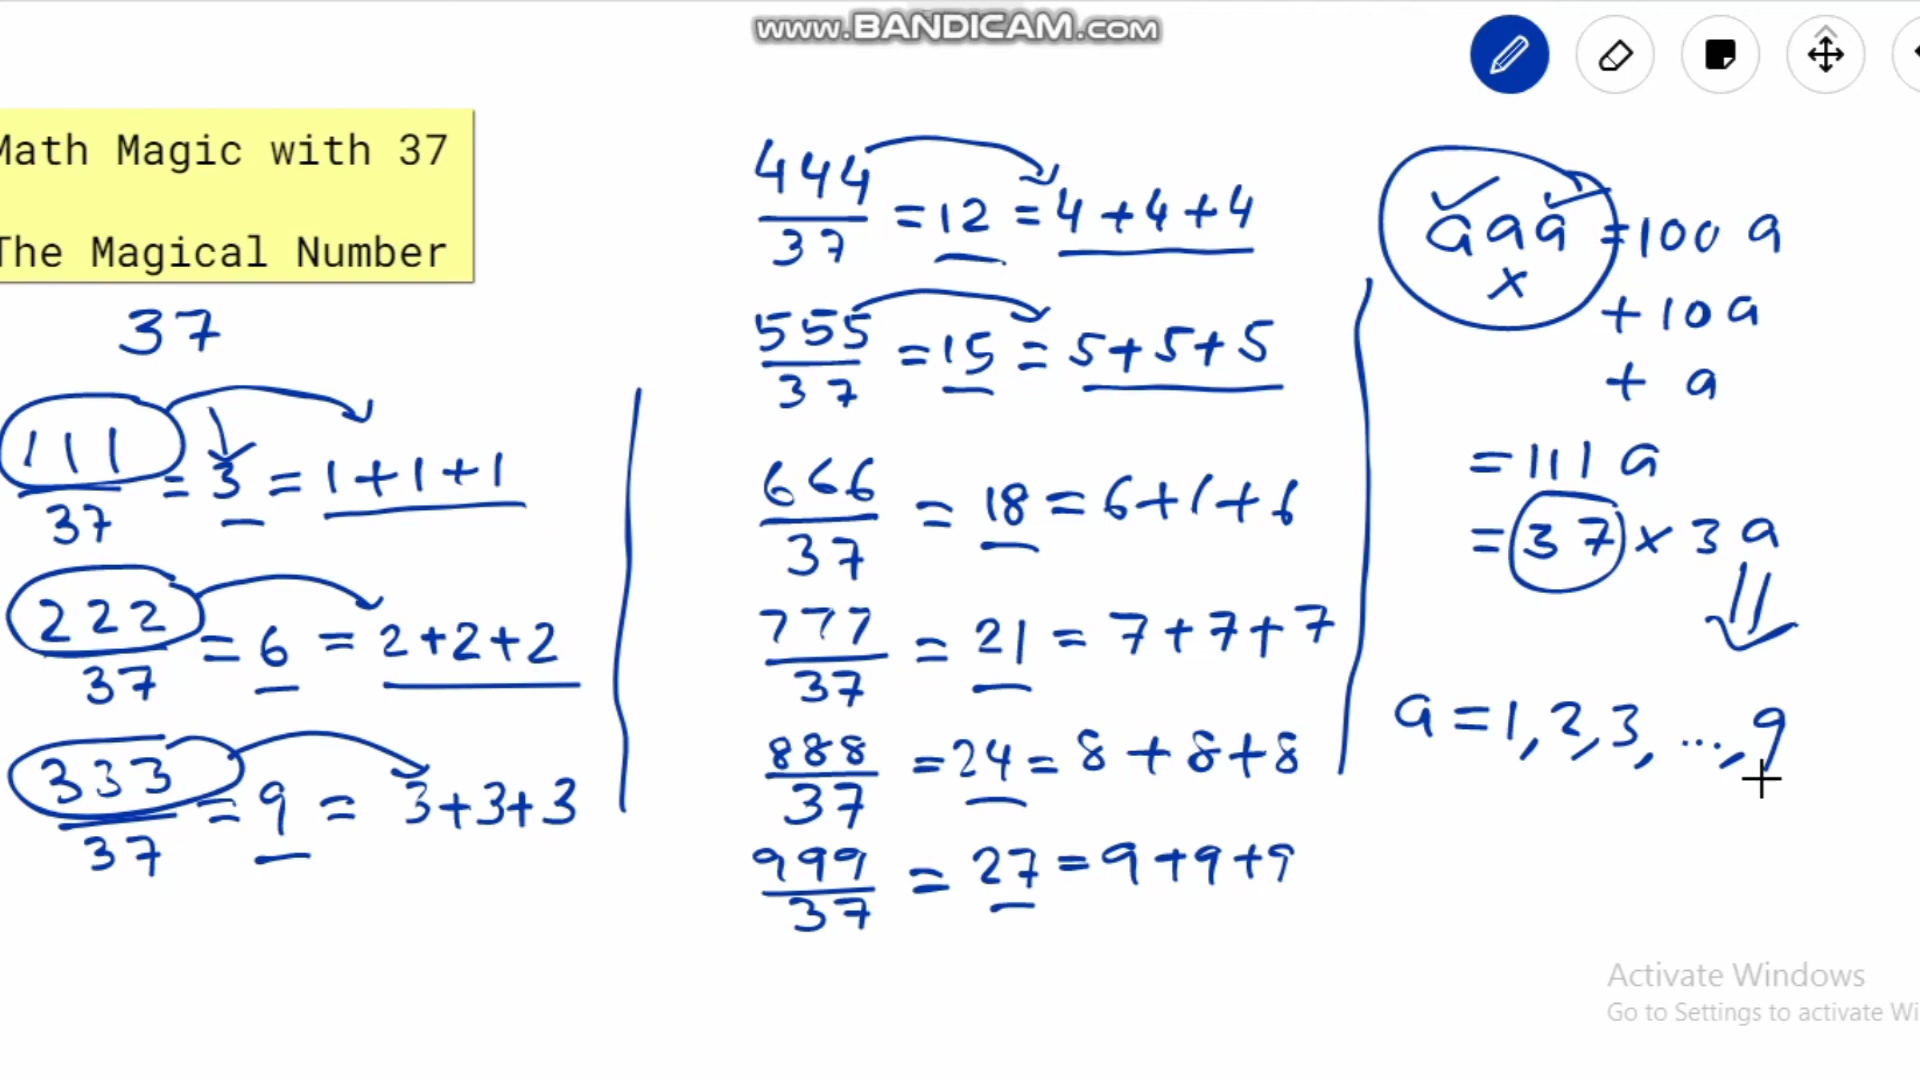 www.BANDICAM.com
Math Magic with 37
The Magical Number
37
111/37 = 3 = 1+1+1
222/37 = 6 = 2+2+2
333/37 = 9 = 3+3+3
444/37 = 12 = 4+4+4
555/37 = 15 = 5+5+5
666/37 = 18 = 6+6+6
777/37 = 21 = 7+7+7
888/37 = 24 = 8+8+8
999/37 = 27 = 9+9+9
aaa = 100 a
x
+ 10 a
+ a
= 111 a
= 37 × 3 a
a = 1, 2, 3, ..., 9
Activate Windows
Go to Settings to activate Wi